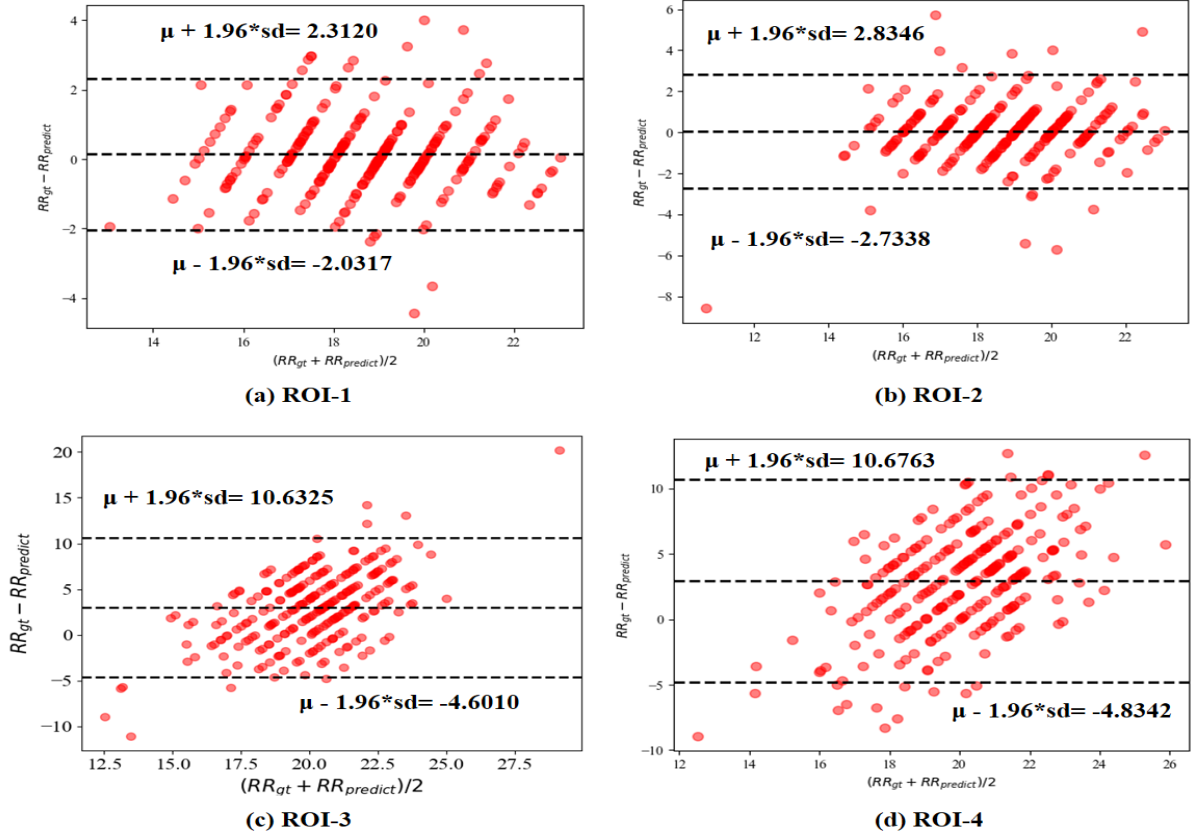 4
2
0
−2
−4
14
16
18
20
22
RR_gt − RR_predict
(RR_gt + RR_predict)/2
μ + 1.96*sd= 2.3120
μ - 1.96*sd= -2.0317
(a) ROI-1
6
4
2
0
−2
−4
−6
−8
12
14
16
18
20
22
RR_gt − RR_predict
(RR_gt + RR_predict)/2
μ + 1.96*sd= 2.8346
μ - 1.96*sd= -2.7338
(b) ROI-2
20
15
10
5
0
−5
−10
12.5
15.0
17.5
20.0
22.5
25.0
27.5
RR_gt − RR_predict
(RR_gt + RR_predict)/2
μ + 1.96*sd= 10.6325
μ - 1.96*sd= -4.6010
(c) ROI-3
10
5
0
−5
−10
12
14
16
18
20
22
24
26
RR_gt − RR_predict
(RR_gt + RR_predict)/2
μ + 1.96*sd= 10.6763
μ - 1.96*sd= -4.8342
(d) ROI-4